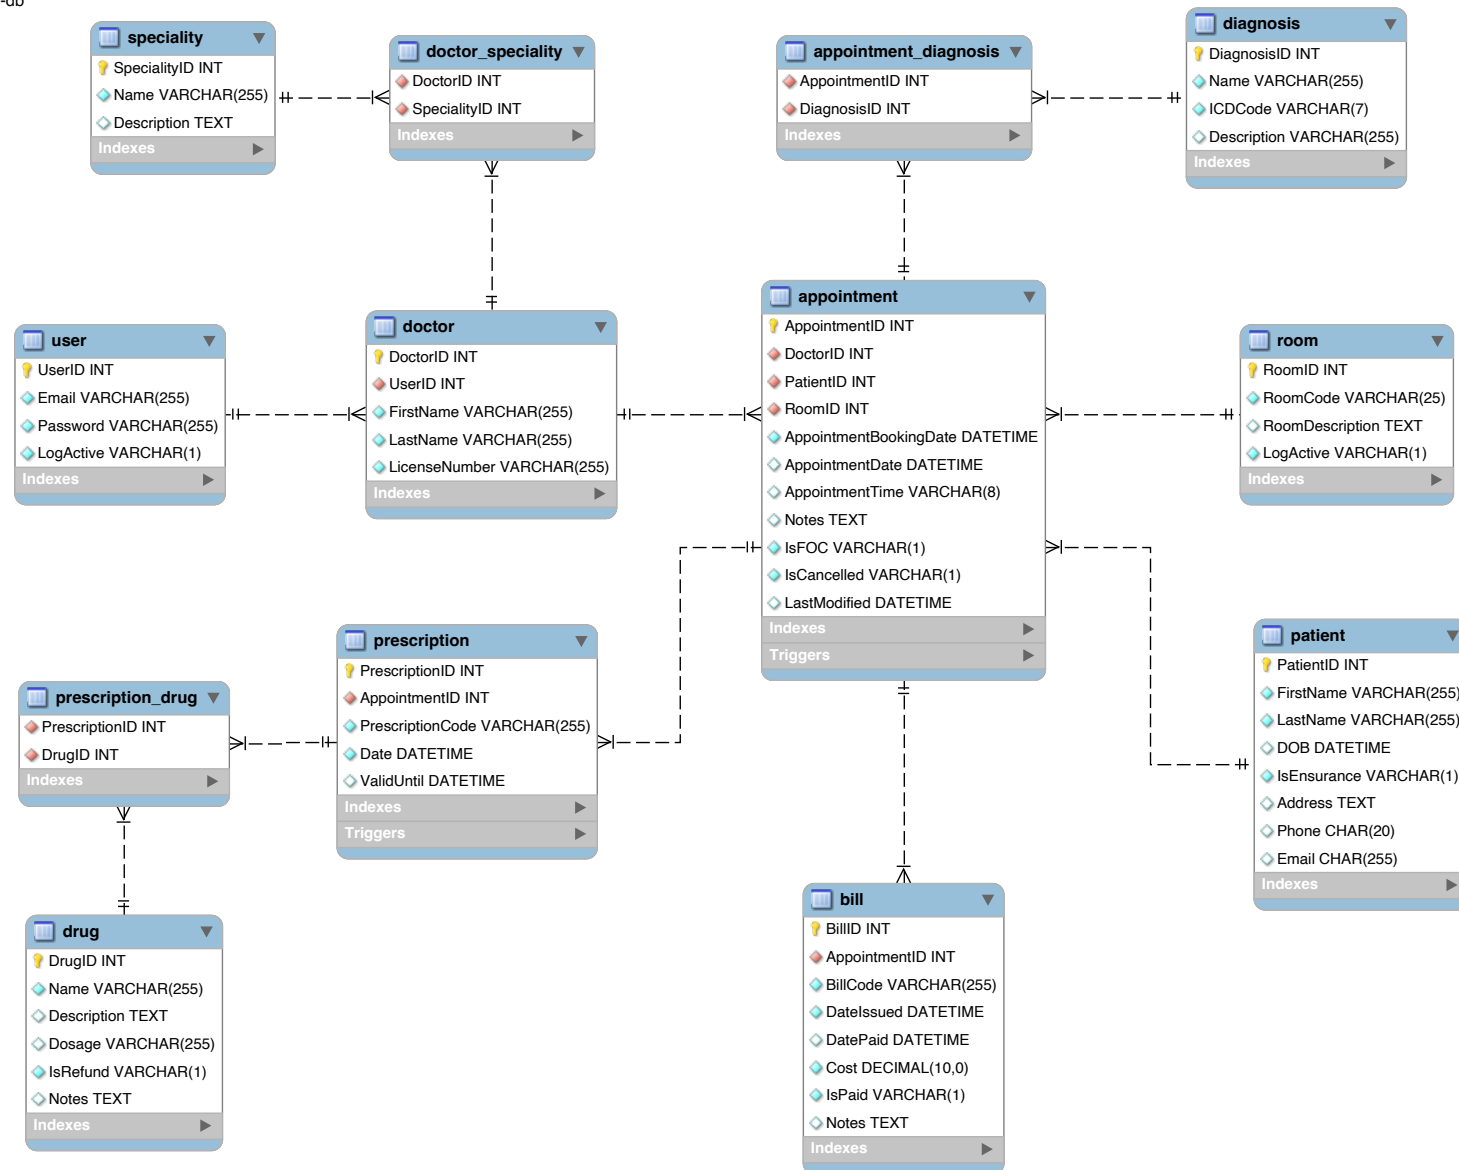 -db
speciality
SpecialityID INT
Name VARCHAR(255)
Description TEXT
Indexes
doctor_speciality
DoctorID INT
SpecialityID INT
Indexes
appointment_diagnosis
AppointmentID INT
DiagnosisID INT
Indexes
diagnosis
DiagnosisID INT
Name VARCHAR(255)
ICDCode VARCHAR(7)
Description VARCHAR(255)
Indexes
user
UserID INT
Email VARCHAR(255)
Password VARCHAR(255)
LogActive VARCHAR(1)
Indexes
doctor
DoctorID INT
UserID INT
FirstName VARCHAR(255)
LastName VARCHAR(255)
LicenseNumber VARCHAR(255)
Indexes
appointment
AppointmentID INT
DoctorID INT
PatientID INT
RoomID INT
AppointmentBookingDate DATETIME
AppointmentDate DATETIME
AppointmentTime VARCHAR(8)
Notes TEXT
IsFOC VARCHAR(1)
IsCancelled VARCHAR(1)
LastModified DATETIME
Indexes
Triggers
room
RoomID INT
RoomCode VARCHAR(25)
RoomDescription TEXT
LogActive VARCHAR(1)
Indexes
prescription_drug
PrescriptionID INT
DrugID INT
Indexes
prescription
PrescriptionID INT
AppointmentID INT
PrescriptionCode VARCHAR(255)
Date DATETIME
ValidUntil DATETIME
Indexes
Triggers
patient
PatientID INT
FirstName VARCHAR(255)
LastName VARCHAR(255)
DOB DATETIME
IsEnsurance VARCHAR(1)
Address TEXT
Phone CHAR(20)
Email CHAR(255)
Indexes
drug
DrugID INT
Name VARCHAR(255)
Description TEXT
Dosage VARCHAR(255)
IsRefund VARCHAR(1)
Notes TEXT
Indexes
bill
BillID INT
AppointmentID INT
BillCode VARCHAR(255)
DateIssued DATETIME
DatePaid DATETIME
Cost DECIMAL(10,0)
IsPaid VARCHAR(1)
Notes TEXT
Indexes